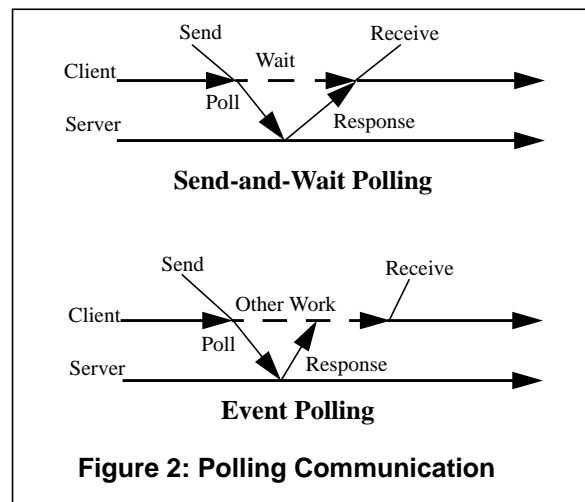 Send
Receive
Wait
Client
Poll
Response
Server
Send-and-Wait Polling
Send
Receive
Other Work
Client
Poll
Response
Server
Event Polling
Figure 2: Polling Communication